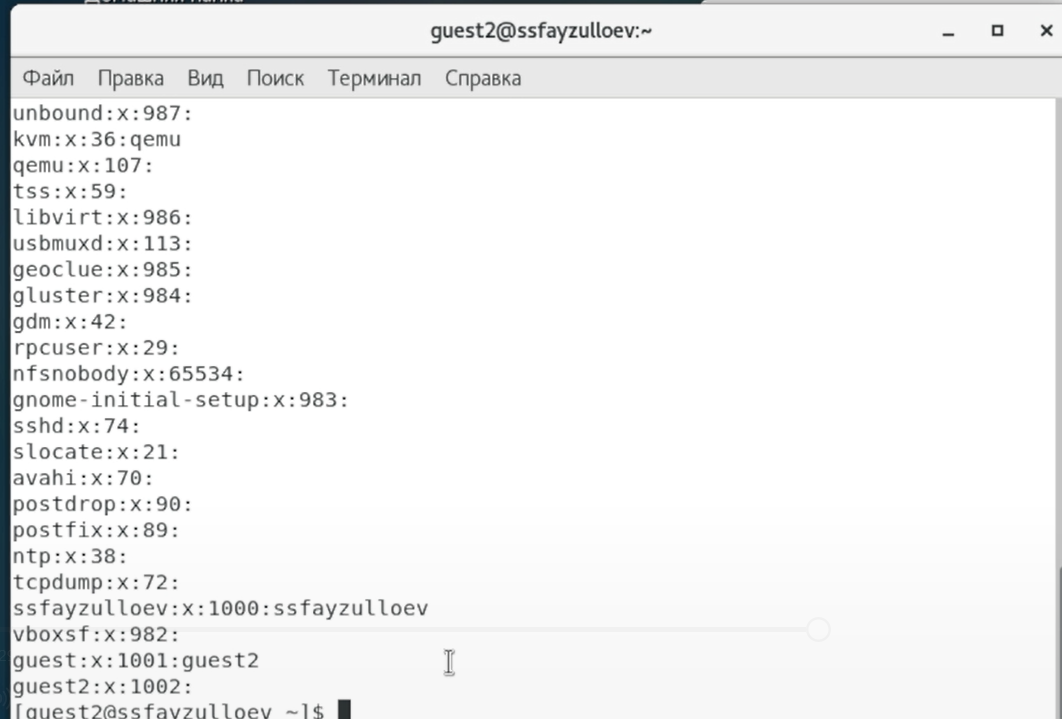 guest2@ssfayzulloev:~
Файл Правка Вид Поиск Терминал Справка
unbound:x:987:
kvm:x:36:qemu
qemu:x:107:
tss:x:59:
libvirt:x:986:
usbmuxd:x:113:
geoclue:x:985:
gluster:x:984:
gdm:x:42:
rpcuser:x:29:
nfsnobody:x:65534:
gnome-initial-setup:x:983:
sshd:x:74:
slocate:x:21:
avahi:x:70:
postdrop:x:90:
postfix:x:89:
ntp:x:38:
tcpdump:x:72:
ssfayzulloev:x:1000:ssfayzulloev
vboxsf:x:982:
guest:x:1001:guest2
guest2:x:1002:
[guest2@ssfayzulloev ~]$